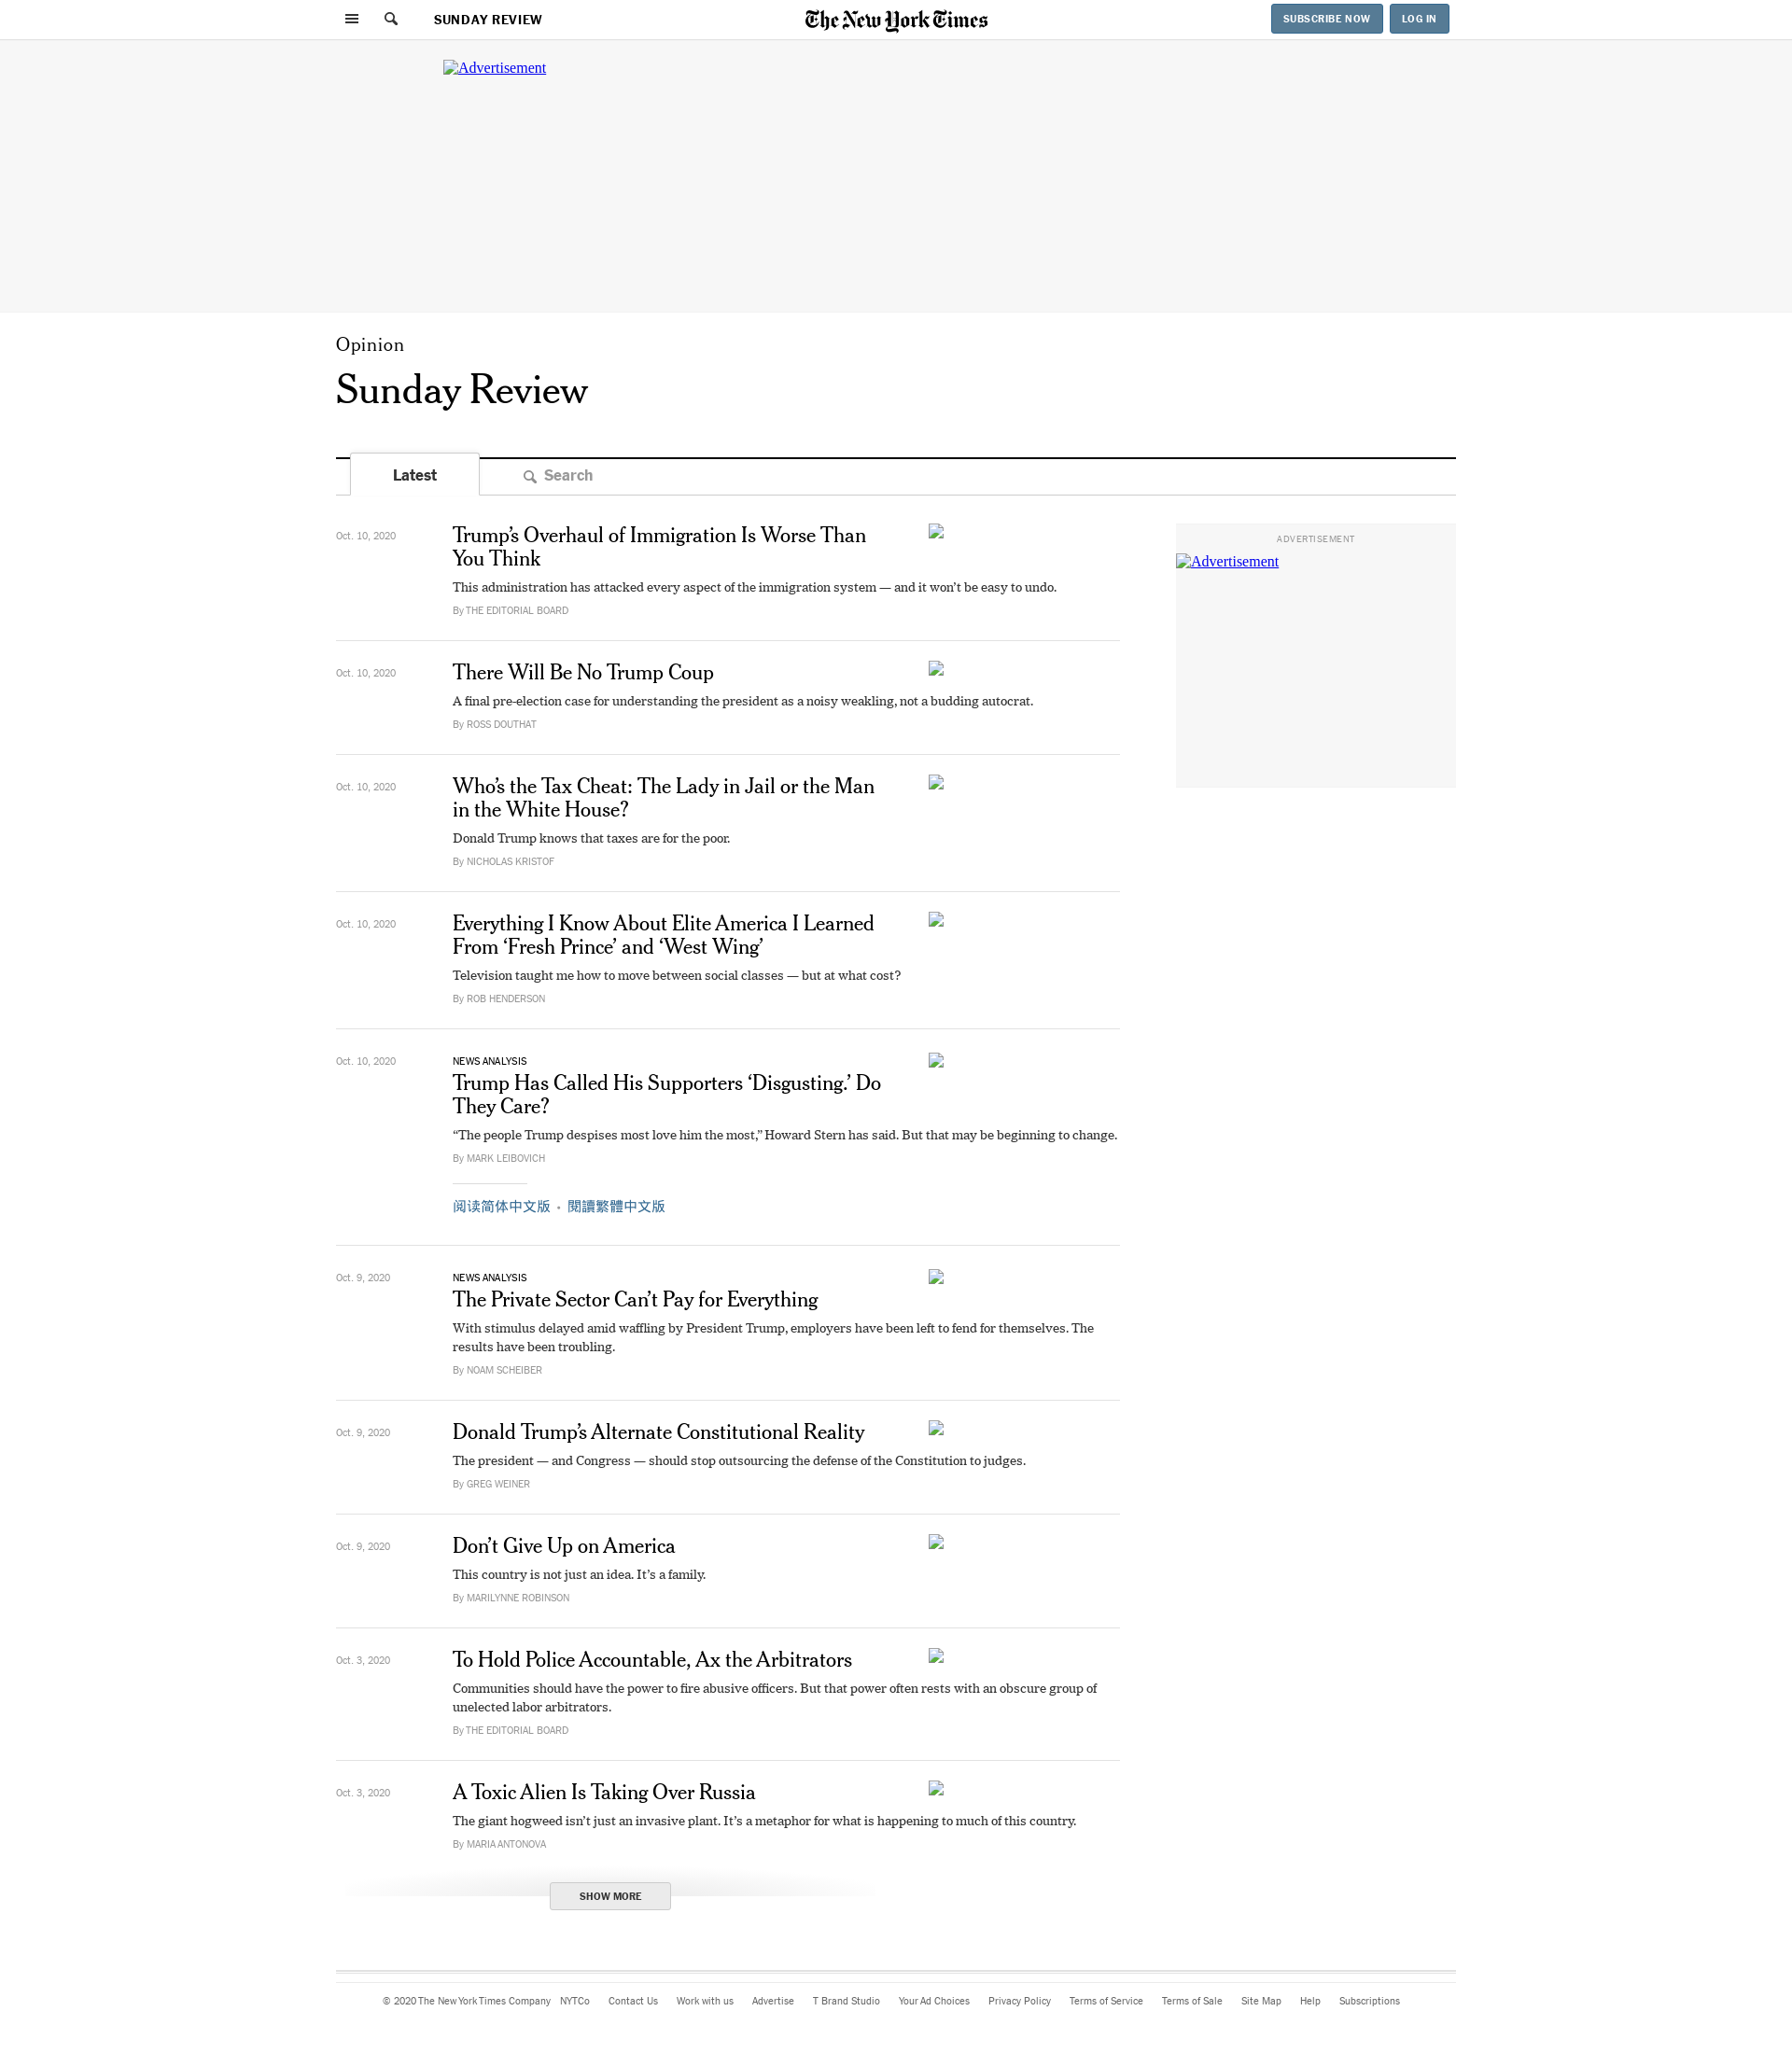 SUNDAY REVIEW
The New York Times
SUBSCRIBE NOW
LOG IN
Advertisement
Opinion
Sunday Review
Latest
Search
Oct. 10, 2020
Trump’s Overhaul of Immigration Is Worse Than
You Think
This administration has attacked every aspect of the immigration system — and it won’t be easy to undo.
By THE EDITORIAL BOARD
ADVERTISEMENT
Advertisement
Oct. 10, 2020
There Will Be No Trump Coup
A final pre-election case for understanding the president as a noisy weakling, not a budding autocrat.
By ROSS DOUTHAT
Oct. 10, 2020
Who’s the Tax Cheat: The Lady in Jail or the Man
in the White House?
Donald Trump knows that taxes are for the poor.
By NICHOLAS KRISTOF
Oct. 10, 2020
Everything I Know About Elite America I Learned
From ‘Fresh Prince’ and ‘West Wing’
Television taught me how to move between social classes — but at what cost?
By ROB HENDERSON
Oct. 10, 2020
NEWS ANALYSIS
Trump Has Called His Supporters ‘Disgusting.’ Do
They Care?
“The people Trump despises most love him the most,” Howard Stern has said. But that may be beginning to change.
By MARK LEIBOVICH
阅读简体中文版 • 閱讀繁體中文版
Oct. 9, 2020
NEWS ANALYSIS
The Private Sector Can’t Pay for Everything
With stimulus delayed amid waffling by President Trump, employers have been left to fend for themselves. The
results have been troubling.
By NOAM SCHEIBER
Oct. 9, 2020
Donald Trump’s Alternate Constitutional Reality
The president — and Congress — should stop outsourcing the defense of the Constitution to judges.
By GREG WEINER
Oct. 9, 2020
Don’t Give Up on America
This country is not just an idea. It’s a family.
By MARILYNNE ROBINSON
Oct. 3, 2020
To Hold Police Accountable, Ax the Arbitrators
Communities should have the power to fire abusive officers. But that power often rests with an obscure group of
unelected labor arbitrators.
By THE EDITORIAL BOARD
Oct. 3, 2020
A Toxic Alien Is Taking Over Russia
The giant hogweed isn’t just an invasive plant. It’s a metaphor for what is happening to much of this country.
By MARIA ANTONOVA
SHOW MORE
© 2020 The New York Times Company NYTCo Contact Us Work with us Advertise T Brand Studio Your Ad Choices Privacy Policy Terms of Service Terms of Sale Site Map Help Subscriptions